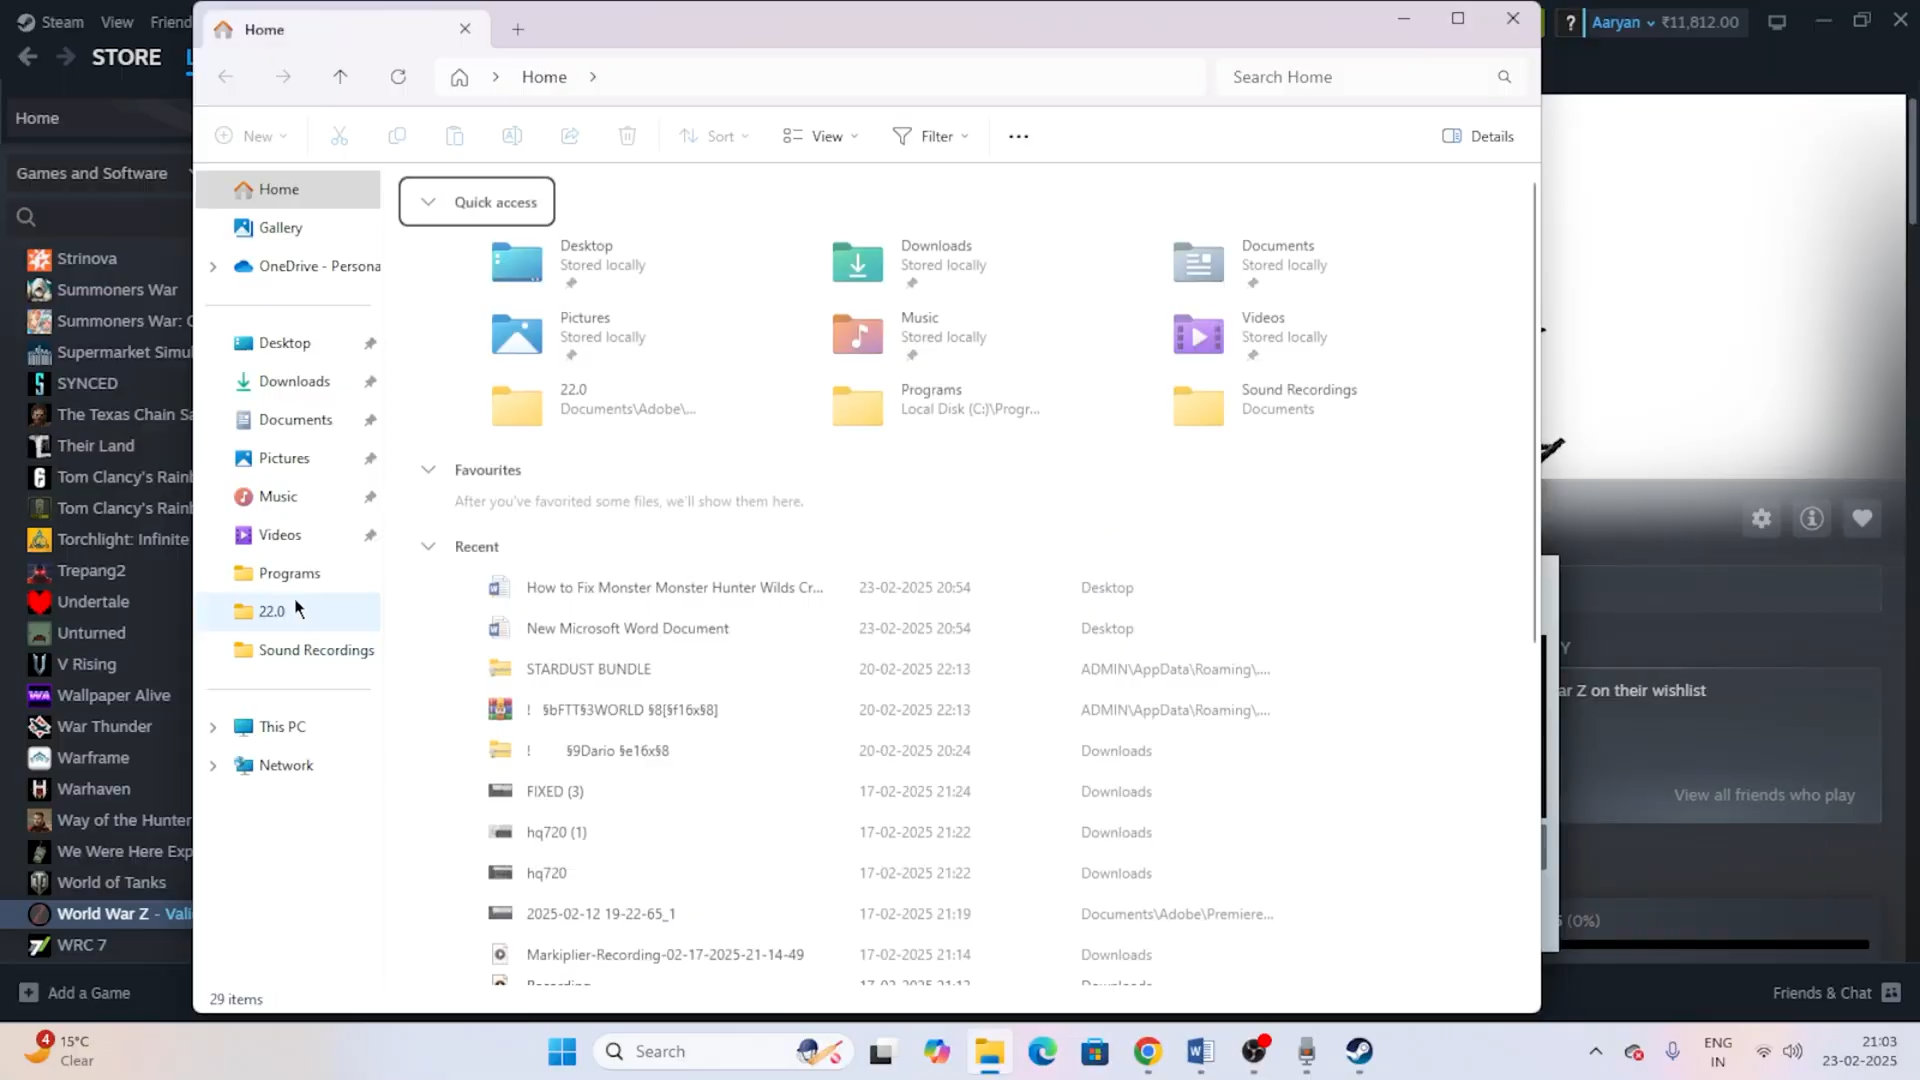 Steam View Friend
STORE
Aaryan ₹11,812.00
Home
Games and Software
Strinova
Summoners War
Summoners War: C
Supermarket Simul
SYNCED
The Texas Chain Sa
Their Land
Tom Clancy's Rainb
Tom Clancy's Rainb
Torchlight: Infinite
Trepang2
Undertale
Unturned
V Rising
Wallpaper Alive
War Thunder
Warframe
Warhaven
Way of the Hunter
We Were Here Exp
World of Tanks
World War Z - Vali
WRC 7
Add a Game
Home
Home
Search Home
New
Sort
View
Filter
Details
Home
Gallery
OneDrive - Persona
Desktop
Downloads
Documents
Pictures
Music
Videos
Programs
22.0
Sound Recordings
This PC
Network
Quick access
Desktop
Stored locally
Downloads
Stored locally
Documents
Stored locally
Pictures
Stored locally
Music
Stored locally
Videos
Stored locally
22.0
Documents\Adobe\...
Programs
Local Disk (C:)\Progr...
Sound Recordings
Documents
Favourites
After you've favorited some files, we'll show them here.
Recent
How to Fix Monster Monster Hunter Wilds Cr... 23-02-2025 20:54 Desktop
New Microsoft Word Document 23-02-2025 20:54 Desktop
STARDUST BUNDLE 20-02-2025 22:13 ADMIN\AppData\Roaming\....
! §bFTT§3WORLD §8[§f16x§8] 20-02-2025 22:13 ADMIN\AppData\Roaming\....
! §9Dario §e16x§8 20-02-2025 20:24 Downloads
FIXED (3) 17-02-2025 21:24 Downloads
hq720 (1) 17-02-2025 21:22 Downloads
hq720 17-02-2025 21:22 Downloads
2025-02-12 19-22-65_1 17-02-2025 21:19 Documents\Adobe\Premiere...
Markiplier-Recording-02-17-2025-21-14-49 17-02-2025 21:14 Downloads
29 items
Y
ar Z on their wishlist
View all friends who play
(0%)
Friends & Chat
4
15°C
Clear
Search
ENG
IN
21:03
23-02-2025